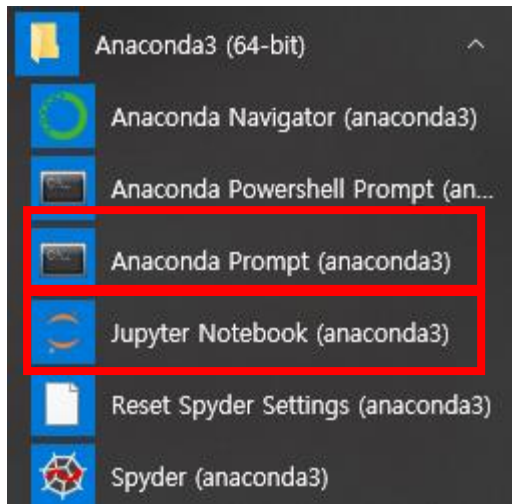 Anaconda3 (64-bit)
Anaconda Navigator (anaconda3)
Anaconda Powershell Prompt (an...
Anaconda Prompt (anaconda3)
Jupyter Notebook (anaconda3)
Reset Spyder Settings (anaconda3)
Spyder (anaconda3)